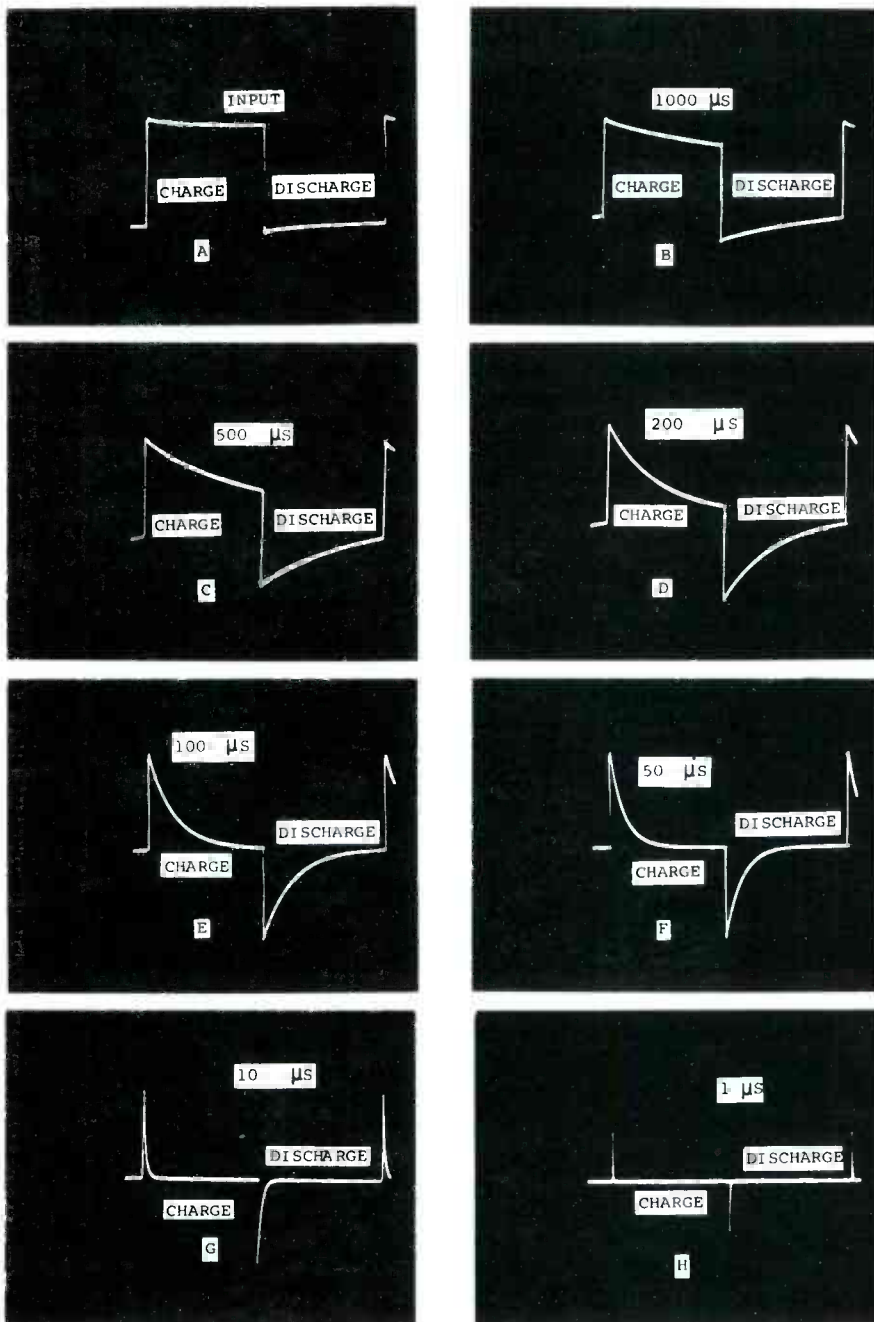 INPUT
CHARGE DISCHARGE
A
1000 µS
CHARGE DISCHARGE
B
500 µS
CHARGE DISCHARGE
C
200 µS
CHARGE DISCHARGE
D
100 µS
DISCHARGE
CHARGE
E
50 µS
DISCHARGE
CHARGE
F
10 µS
DISCHARGE
CHARGE
G
1 µS
DISCHARGE
CHARGE
H